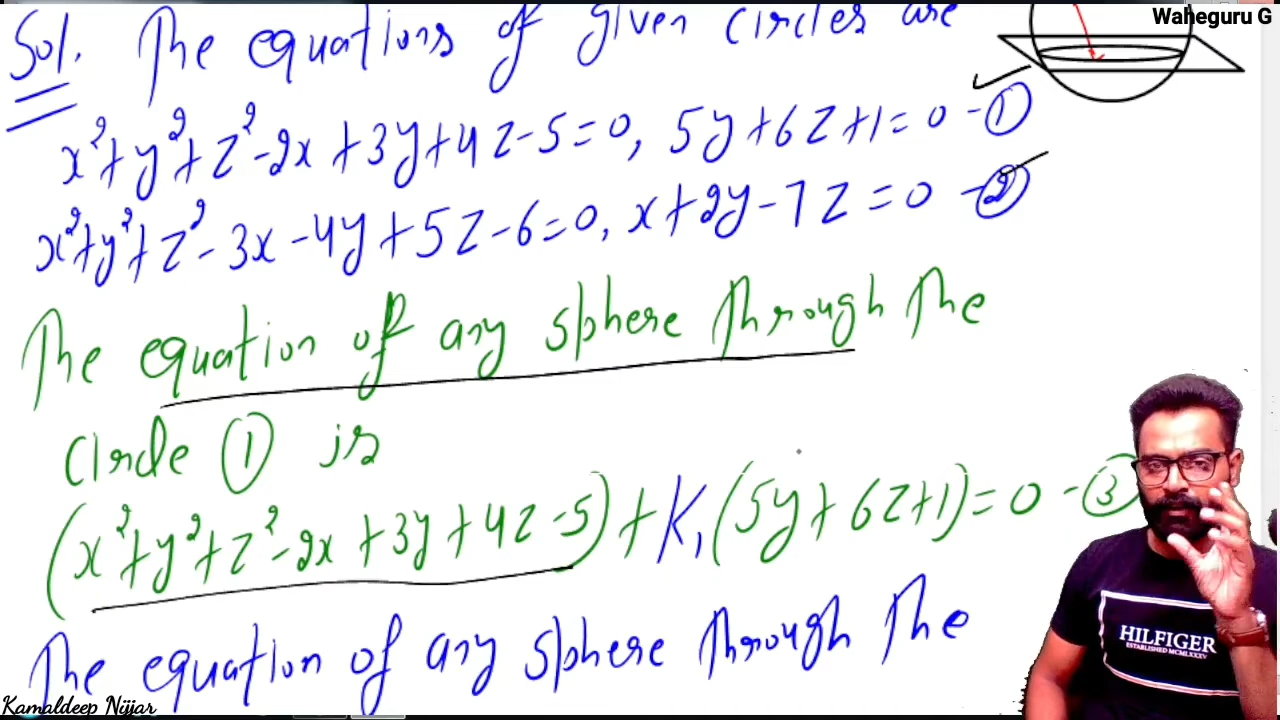 Waheguru G
Sol. The equations of given circles are
x²+y²+z²-2x+3y+4z-5=0, 5y+6z+1=0 -①
x²+y²+z²-3x-4y+5z-6=0, x+2y-7z=0 -②
The equation of any sphere through the
circle ① is
(x²+y²+z²-2x+3y+4z-5)+K₁(5y+6z+1)=0 -③
The equation of any sphere through the
HILFIGER
ESTABLISHED MCMLXXXV
Kamaldeep Nijjar